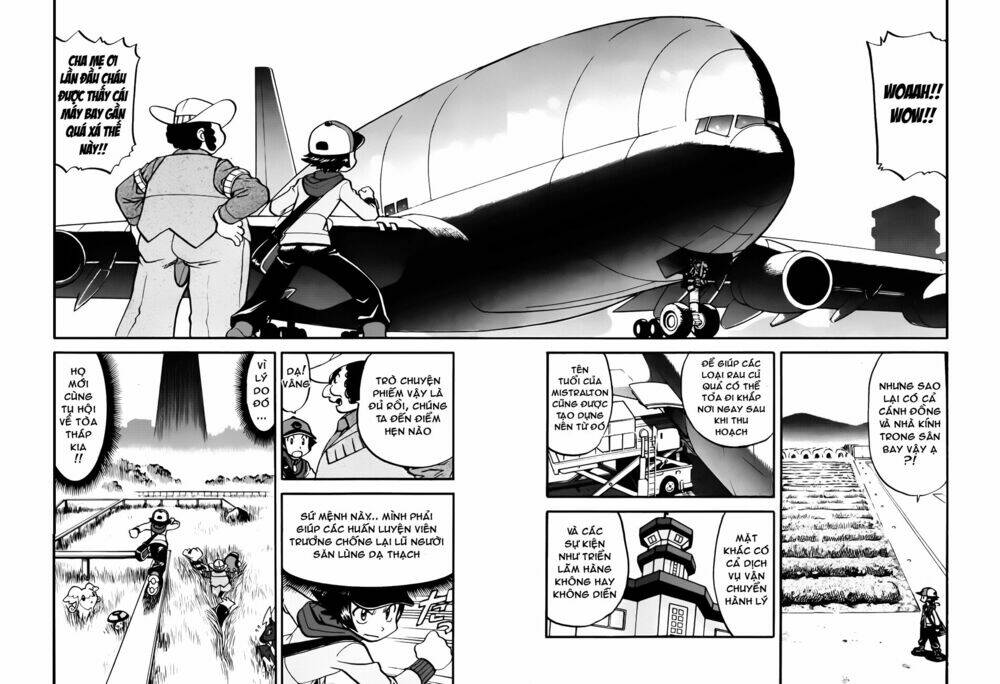 WOAAH!!
WOW!!
CHA MẸ ƠI
LẦN ĐẦU CHÁU
ĐƯỢC THẤY CÁI
MÁY BAY GẦN
QUÁ XÁ THỂ
NÀY!!
NHƯNG SAO
LẠI CÓ CẢ
CÁNH ĐỒNG
VÀ NHÀ KÍNH
TRONG SÂN
BAY VẬY Ạ
?!
ĐỂ GIÚP CÁC
LOẠI RAU CỦ
QUẢ CÓ THỂ
TỎA ĐI KHẮP
NƠI NGAY SAU
KHI THU
HOẠCH
TÊN
TUỔI CỦA
MISTRALTON
CŨNG ĐƯỢC
TẠO DỰNG
NÊN TỪ ĐÓ
MẶT
KHÁC CÓ
CẢ DỊCH
VỤ VẬN
CHUYỂN
HÀNH LÝ
VÀ CÁC
SỰ KIỆN
NHƯ TRIỂN
LÃM HÀNG
KHÔNG HAY
KHÔNG DIỄN
TRÒ CHUYỆN
PHIẾM VẬY LÀ
ĐỦ RỒI, CHÚNG
TA ĐẾN ĐIỂM
HẸN NÀO
DẠ!
VÂNG
SỨ MỆNH NÀY.. MÌNH PHẢI
GIÚP CÁC HUẤN LUYỆN VIÊN
TRƯỞNG CHỐNG LẠI LŨ NGƯỜI
SĂN LÙNG DẠ THẠCH
VÌ
LÝ
DO ĐÓ
...
HỌ
MỚI
CÙNG
TỤ HỘI
VỀ TÒA
THÁP
KIA
!!